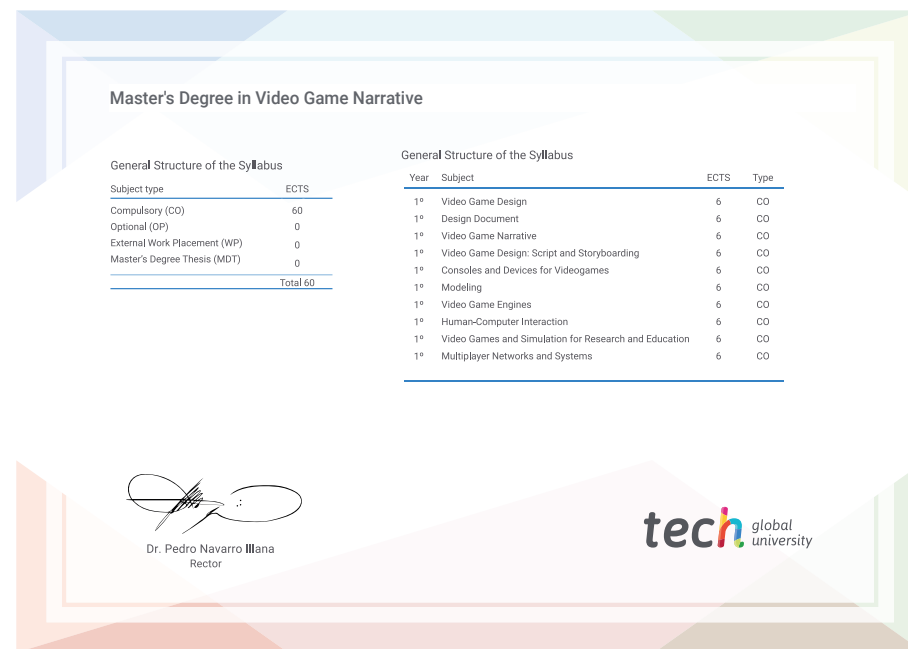 Master's Degree in Video Game Narrative
General Structure of the Syllabus
Subject type ECTS
Compulsory (CO) 60
Optional (OP) 0
External Work Placement (WP) 0
Master's Degree Thesis (MDT) 0
Total 60
General Structure of the Syllabus
Year Subject ECTS Type
1º Video Game Design 6 CO
1º Design Document 6 CO
1º Video Game Narrative 6 CO
1º Video Game Design: Script and Storyboarding 6 CO
1º Consoles and Devices for Videogames 6 CO
1º Modeling 6 CO
1º Video Game Engines 6 CO
1º Human-Computer Interaction 6 CO
1º Video Games and Simulation for Research and Education 6 CO
1º Multiplayer Networks and Systems 6 CO
Dr. Pedro Navarro Illana
Rector
tech global
university